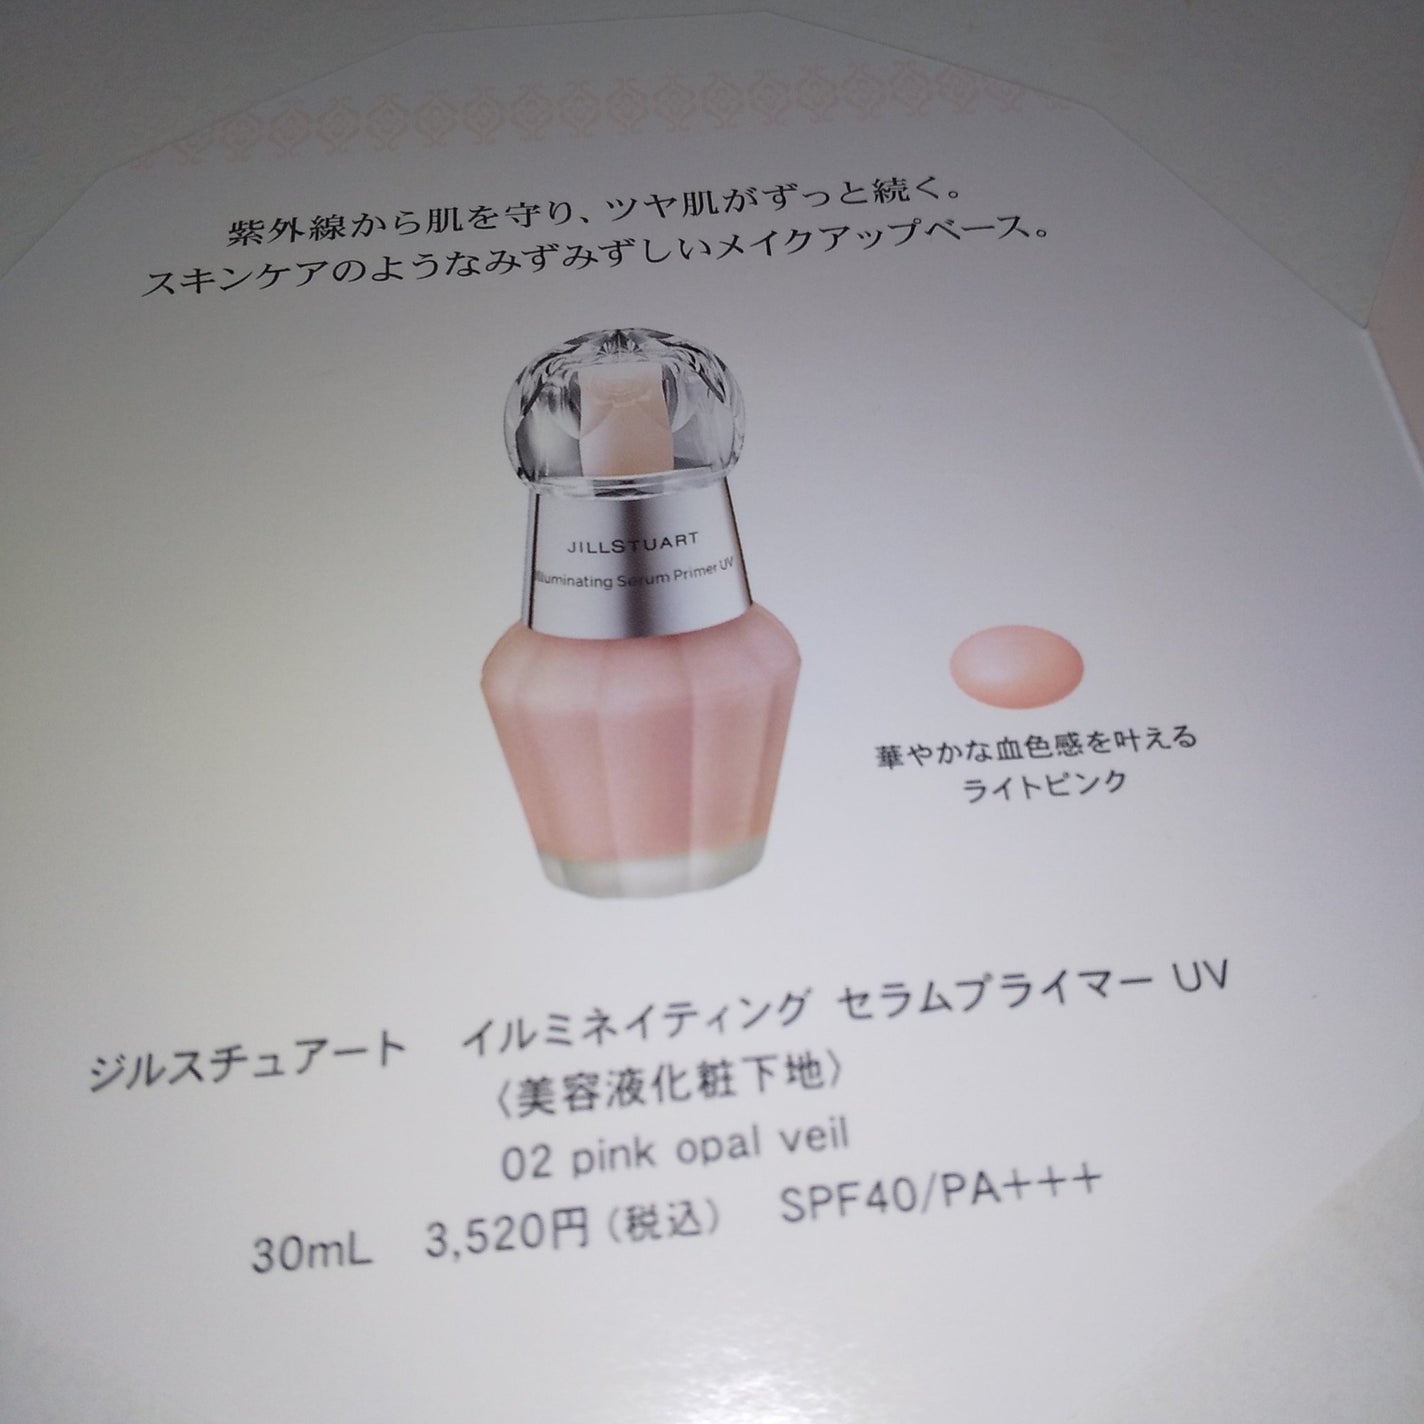 紫外線から肌を守り、ツヤ肌がずっと続く。
スキンケアのようなみずみずしいメイクアップベース。
JILLSTUART
Illuminating Serum Primer UV
華やかな血色感を叶える
ライトピンク
ジルスチュアート　イルミネイティング セラムプライマー UV
〈美容液化粧下地〉
02 pink opal veil
30mL　3,520円（税込）　SPF40/PA+++